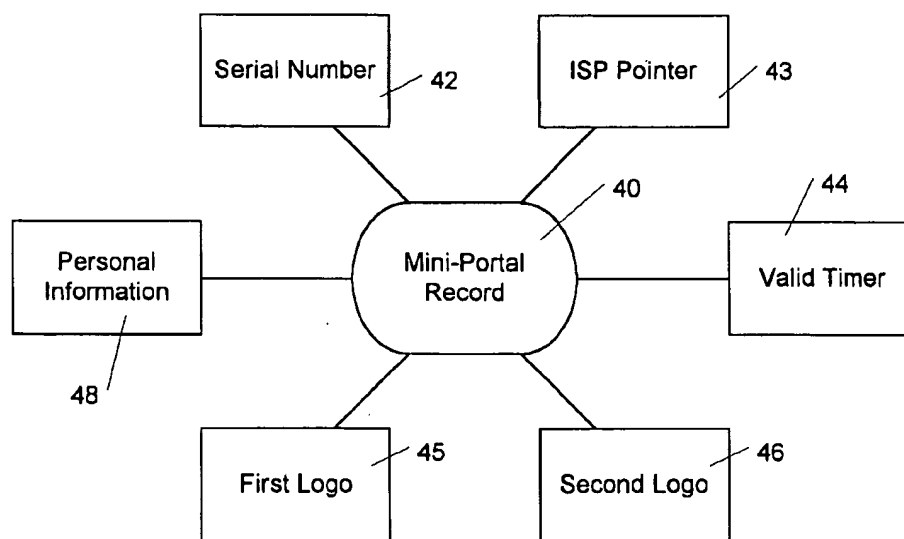 Serial Number
42
ISP Pointer
43
40
44
Mini-Portal
Record
Personal
Information
48
Valid Timer
First Logo
45
Second Logo
46